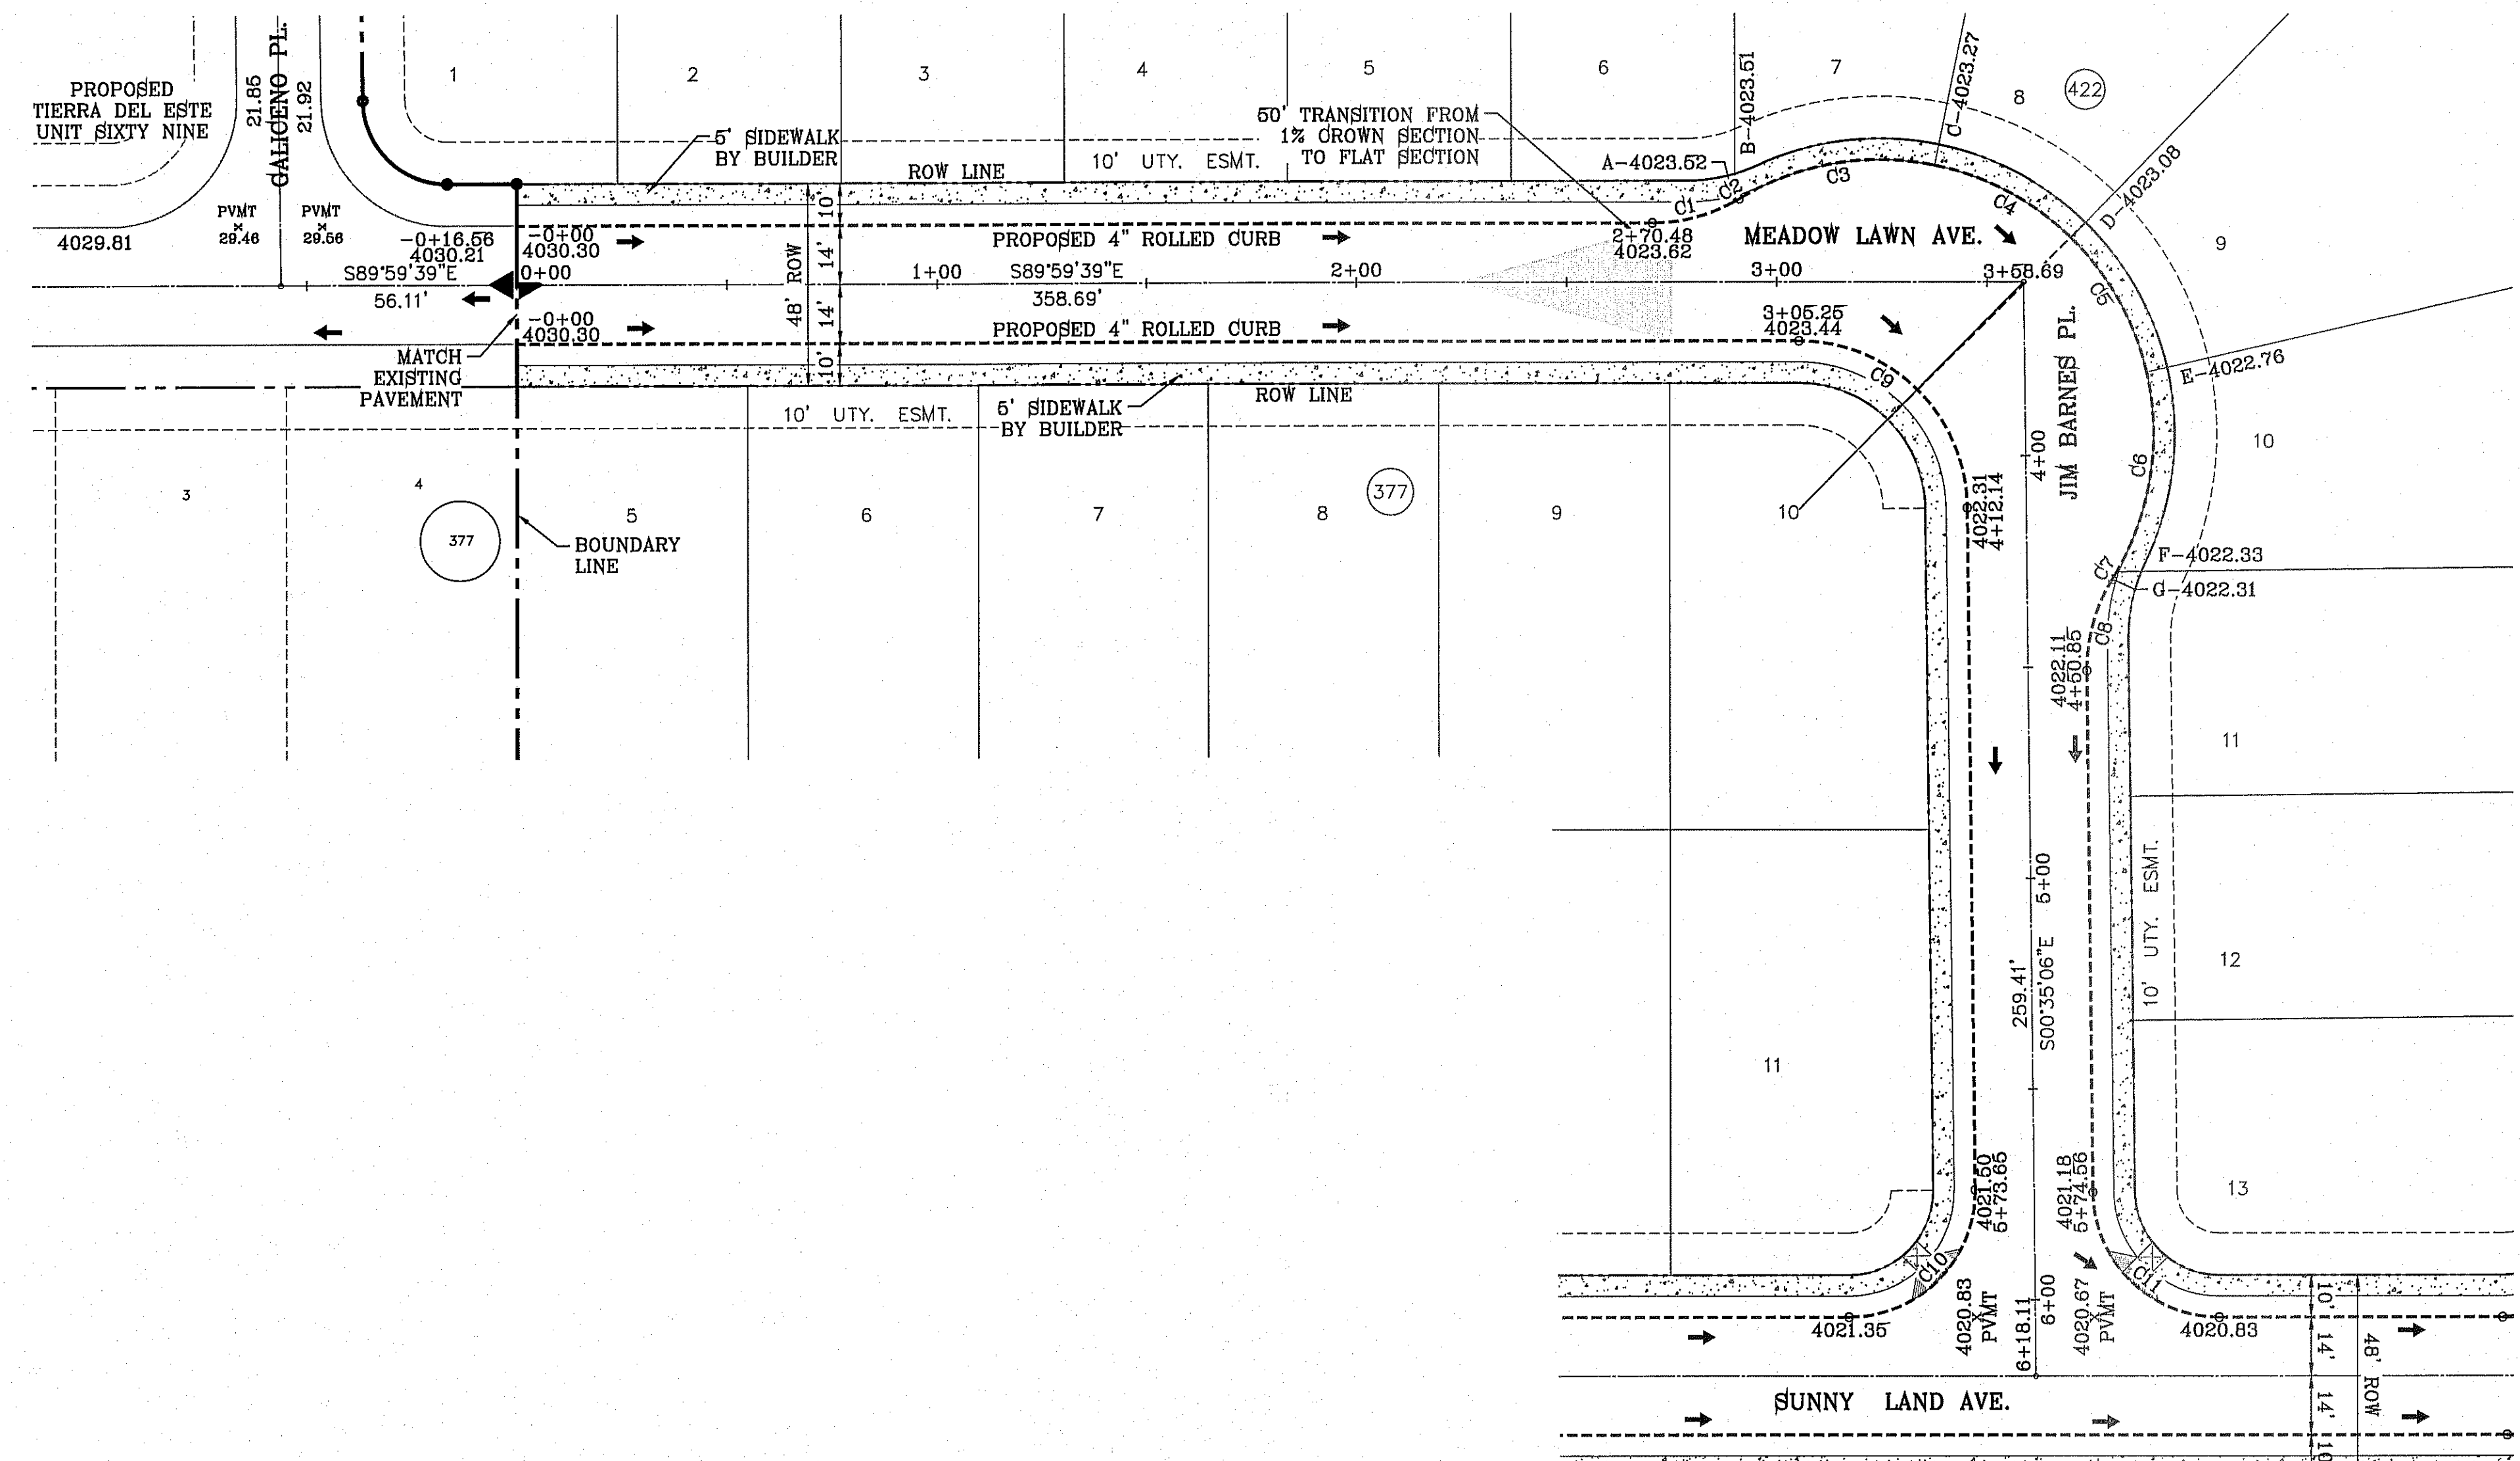 PROPOSED
TIERRA DEL ESTE
UNIT SIXTY NINE
21.85
GALICENO PL.
21.92
1
2
3
4
5
6
7
8
422
9
10
11
12
13
5' SIDEWALK
BY BUILDER
ROW LINE
10' UTY. ESMT.
50' TRANSITION FROM
1% CROWN SECTION
TO FLAT SECTION
A-4023.52
B-4023.51
C-4023.27
D-4023.08
E-4022.76
F-4022.33
G-4022.31
C1
C2
C3
C4
C5
C6
C7
C8
C9
C10
C11
4029.81
PVMT
x
29.46
PVMT
x
29.56
-0+16.56
4030.21
-0+00
4030.30
S89°59'39"E
0+00
56.11'
-0+00
4030.30
MATCH
EXISTING
PAVEMENT
10'
14'
14'
10'
48' ROW
PROPOSED 4" ROLLED CURB
1+00
S89°59'39"E
2+00
358.69'
PROPOSED 4" ROLLED CURB
2+70.48
4023.62
MEADOW LAWN AVE.
3+00
3+58.69
3+05.25
4023.44
JIM BARNES PL.
4+00
10' UTY. ESMT.
5' SIDEWALK
BY BUILDER
ROW LINE
3
4
377
BOUNDARY
LINE
5
6
7
8
377
9
10
11
4022.31
4+12.14
4022.11
4+50.85
5+00
259.41'
S00°35'06"E
10' UTY. ESMT.
4021.50
5+73.65
4021.18
5+74.56
4021.35
4020.83
PVMT
x
6+18.11
6+00
4020.67
PVMT
x
4020.83
10'
14'
14'
10
48' ROW
SUNNY LAND AVE.